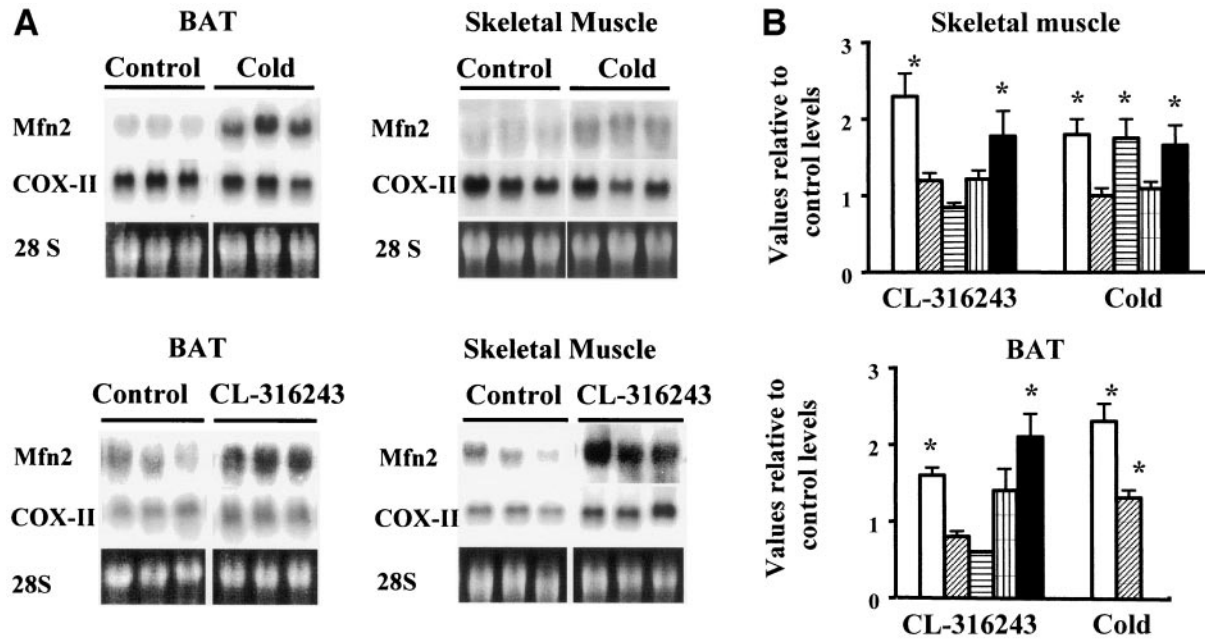 A
BAT
Skeletal Muscle
Control Cold
Control Cold
Mfn2
Mfn2
COX-II
COX-II
28 S
28 S
BAT
Skeletal Muscle
Control CL-316243
Control CL-316243
Mfn2
Mfn2
COX-II
COX-II
28S
28S
B
Skeletal muscle
Values relative to
control levels
3
2
1
0
* * * * *
CL-316243 Cold
BAT
Values relative to
control levels
3
2
1
0
* * * *
CL-316243 Cold